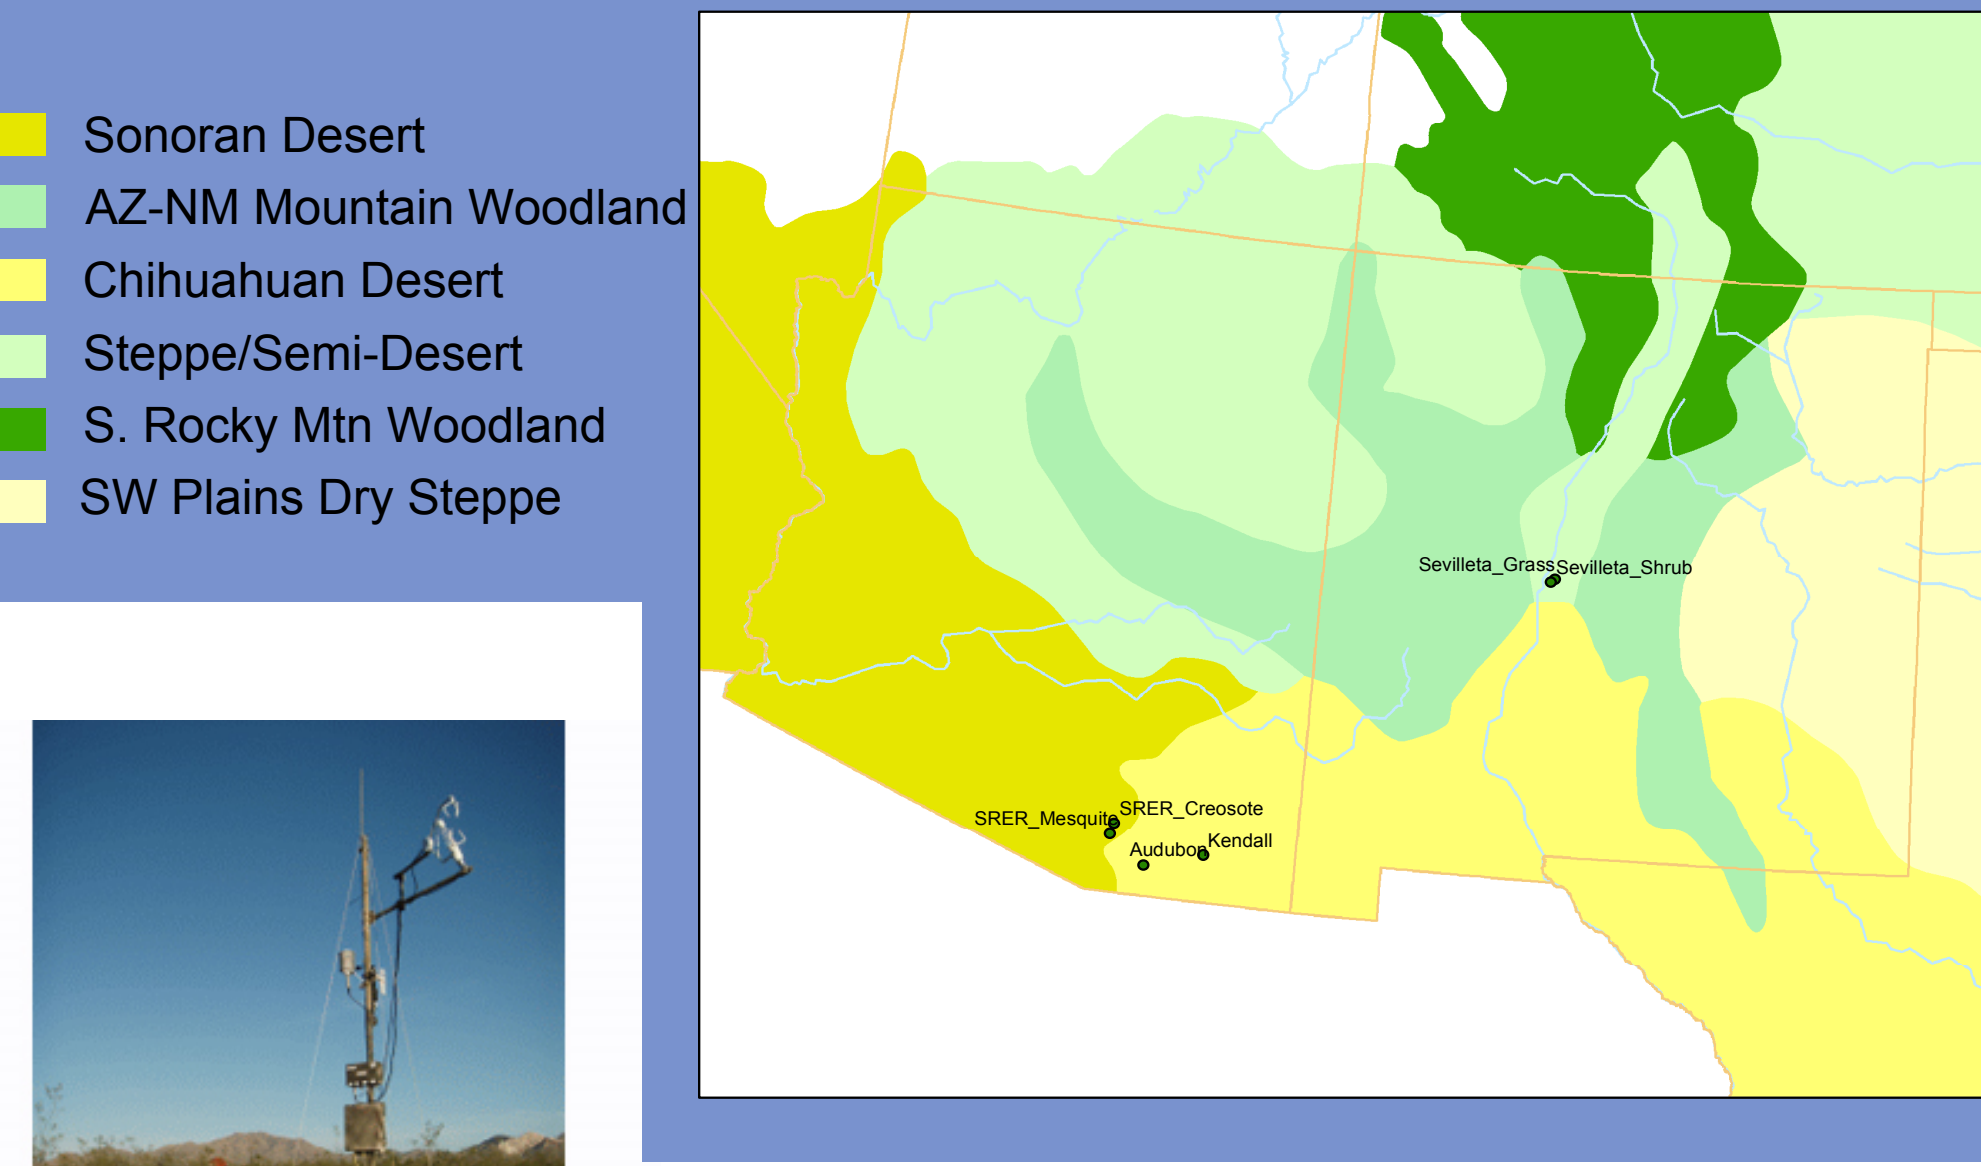 Sonoran Desert
AZ-NM Mountain Woodland
Chihuahuan Desert
Steppe/Semi-Desert
S. Rocky Mtn Woodland
SW Plains Dry Steppe
Sevilleta_Grass
Sevilleta_Shrub
SRER_Mesquite
SRER_Creosote
Audubon
Kendall